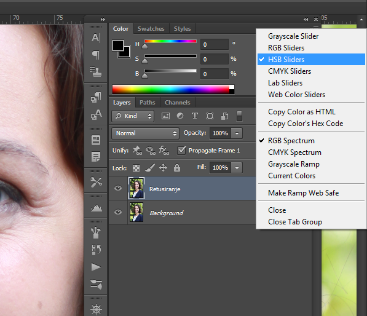 70 75 95
Color Swatches Styles
H 0 °
S 0 %
B 0 %
Layers Paths Channels
Kind
Normal Opacity: 100%
Unify: Propagate Frame 1
Lock: Fill: 100%
Retusiranje
Background
Grayscale Slider
RGB Sliders
HSB Sliders
CMYK Sliders
Lab Sliders
Web Color Sliders
Copy Color as HTML
Copy Color's Hex Code
RGB Spectrum
CMYK Spectrum
Grayscale Ramp
Current Colors
Make Ramp Web Safe
Close
Close Tab Group